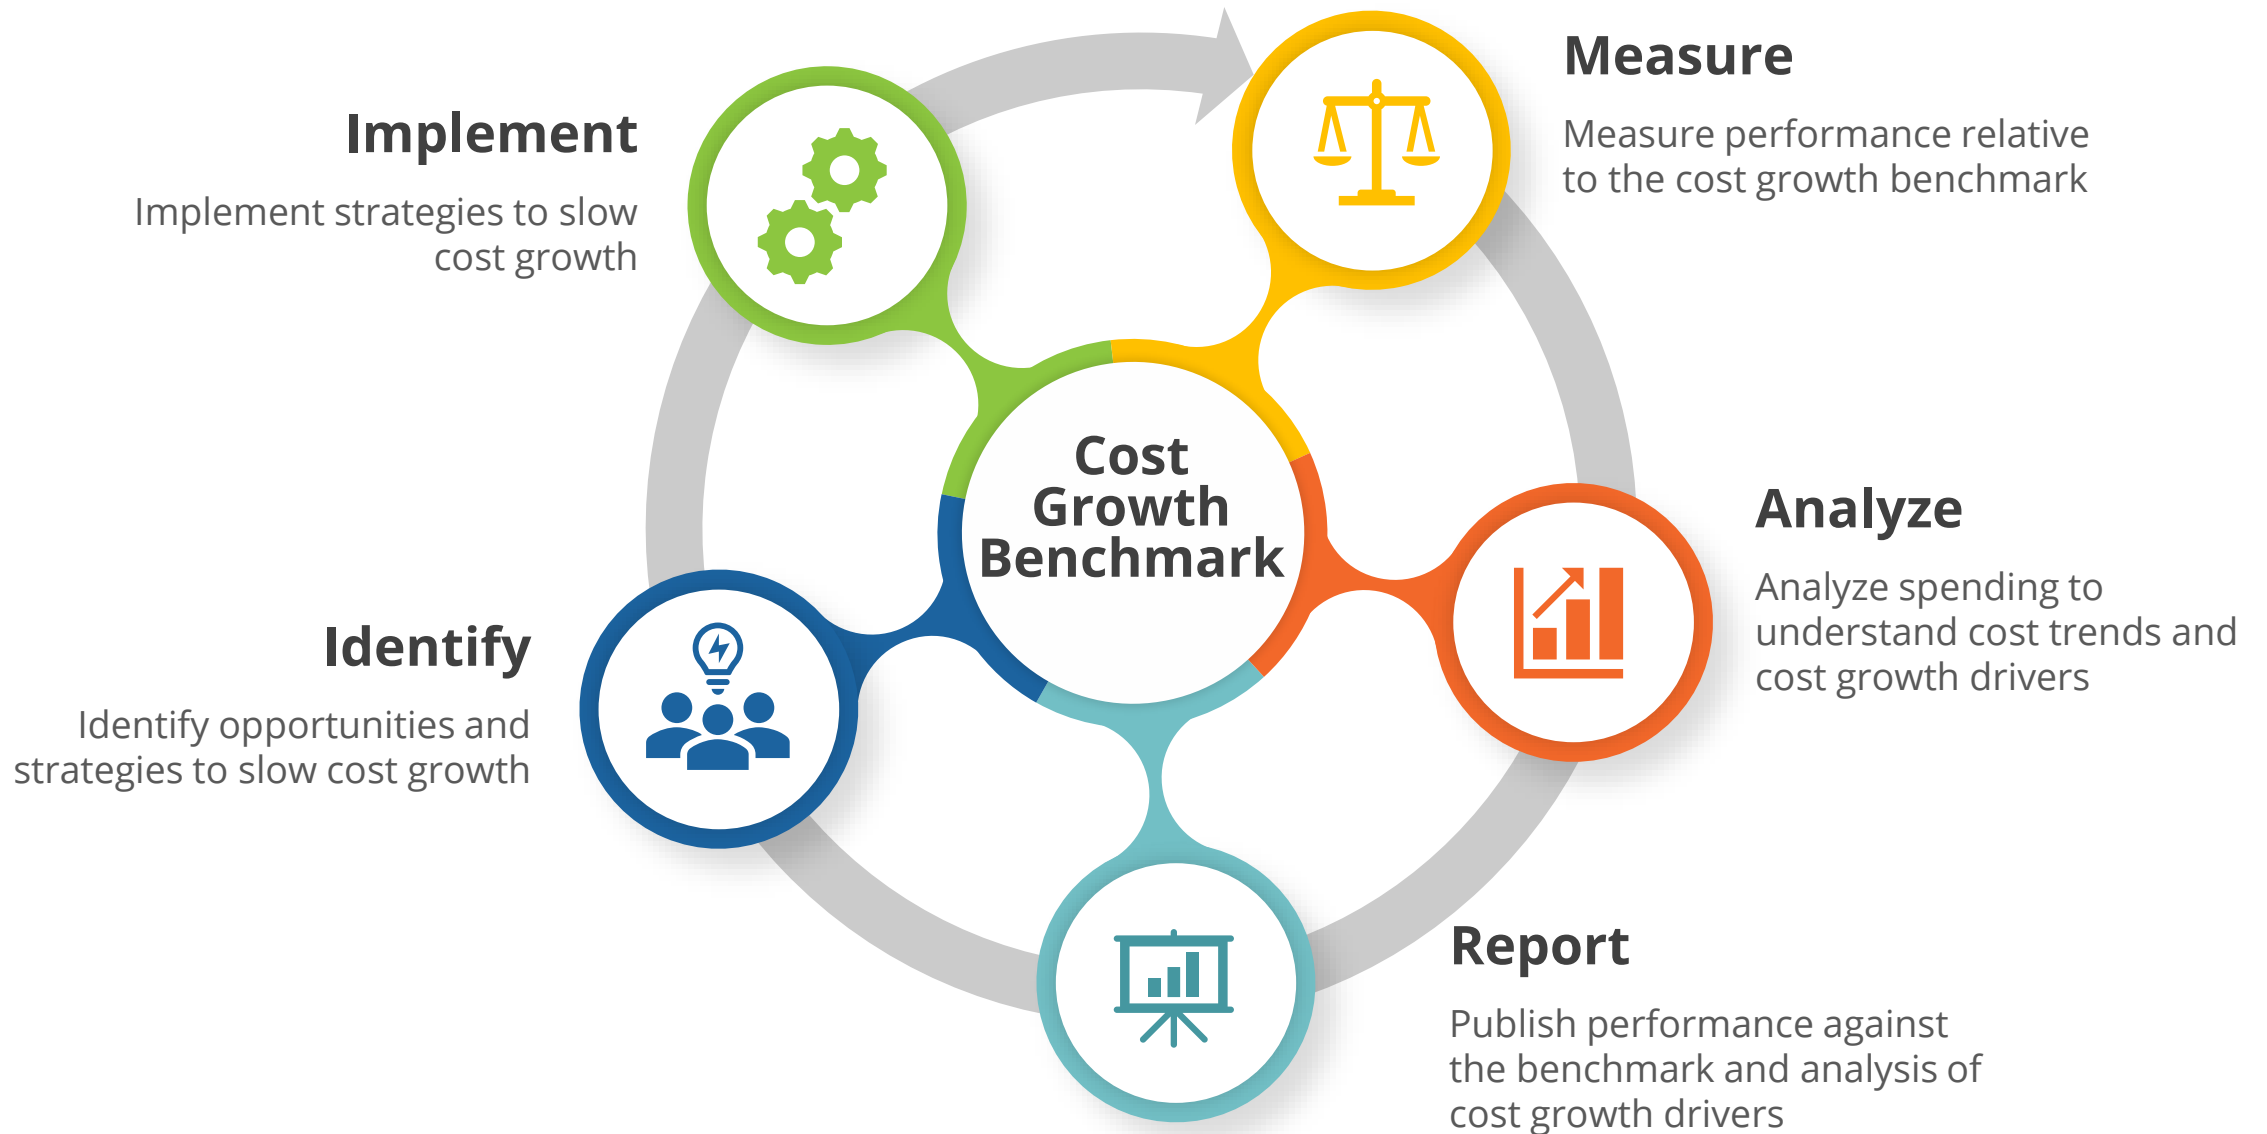 Measure
Measure performance relative
to the cost growth benchmark
Analyze
Analyze spending to
understand cost trends and
cost growth drivers
Report
Publish performance against
the benchmark and analysis of
cost growth drivers
Identify
Identify opportunities and
strategies to slow cost growth
Implement
Implement strategies to slow
cost growth
Cost
Growth
Benchmark